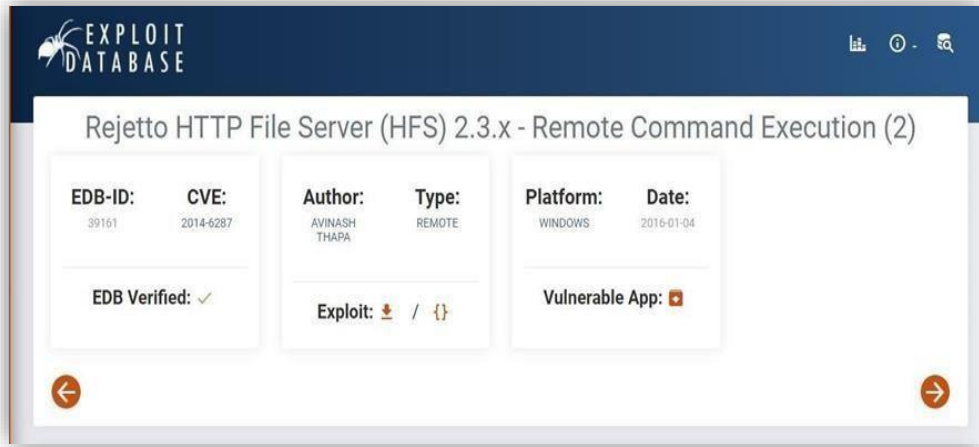 EXPLOIT
DATABASE
Rejetto HTTP File Server (HFS) 2.3.x - Remote Command Execution (2)
EDB-ID:
39161
CVE:
2014-6287
EDB Verified:
Author:
AVINASH
THAPA
Type:
REMOTE
Exploit: / {}
Platform:
WINDOWS
Date:
2016-01-04
Vulnerable App: